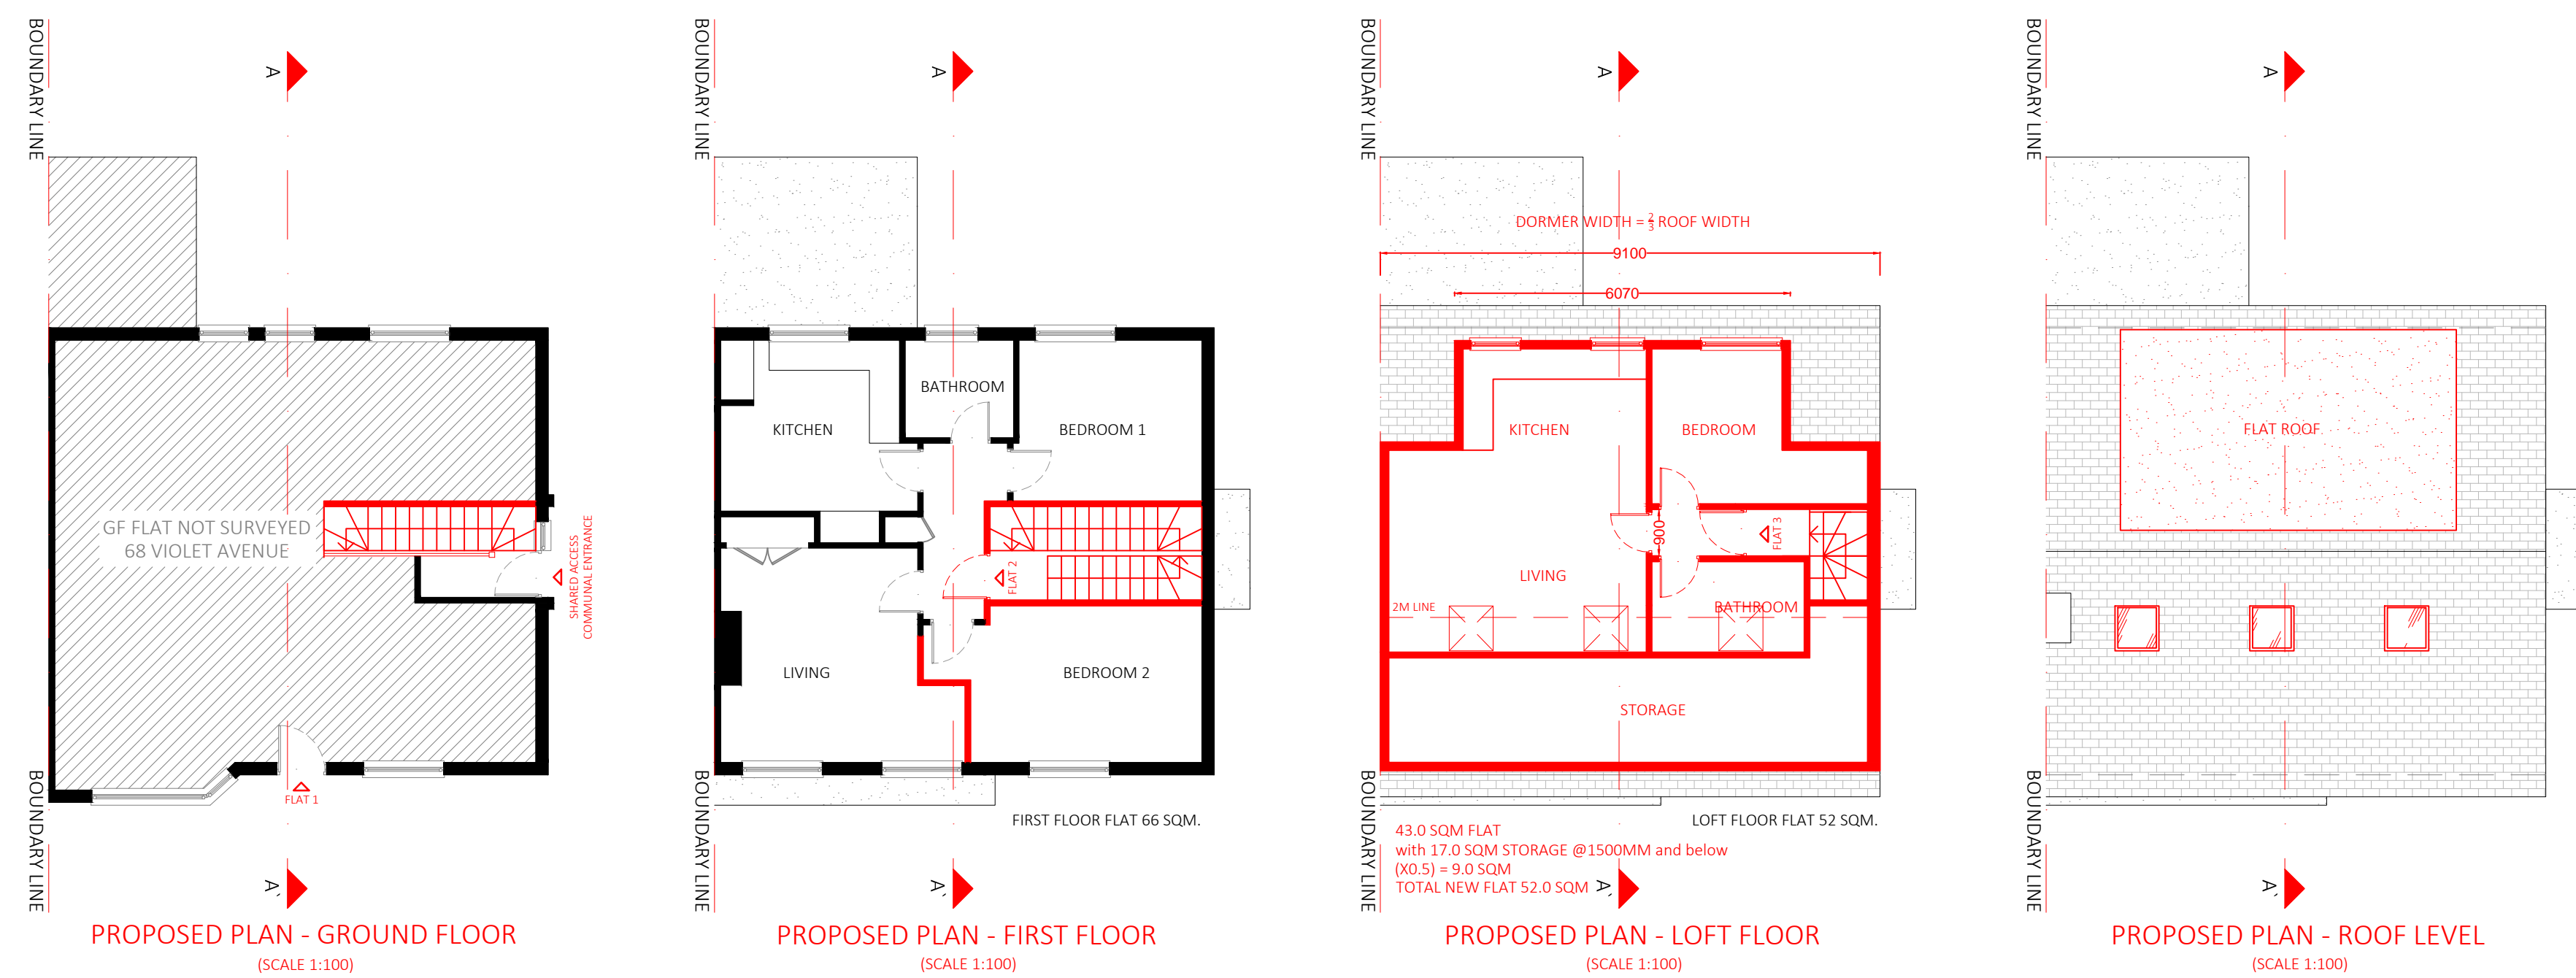 BOUNDARY LINE
A
GF FLAT NOT SURVEYED
68 VIOLET AVENUE
SHARED ACCESS
COMMUNAL ENTRANCE
FLAT 1
BOUNDARY LINE
A'
PROPOSED PLAN - GROUND FLOOR
(SCALE 1:100)
BOUNDARY LINE
A
BATHROOM
KITCHEN
BEDROOM 1
FLAT 2
LIVING
BEDROOM 2
FIRST FLOOR FLAT 66 SQM.
BOUNDARY LINE
A'
PROPOSED PLAN - FIRST FLOOR
(SCALE 1:100)
BOUNDARY LINE
A
DORMER WIDTH = 2/3 ROOF WIDTH
9100
6070
KITCHEN
BEDROOM
900
FLAT 3
LIVING
2M LINE
BATHROOM
STORAGE
LOFT FLOOR FLAT 52 SQM.
43.0 SQM FLAT
with 17.0 SQM STORAGE @1500MM and below
(X0.5) = 9.0 SQM
TOTAL NEW FLAT 52.0 SQM
BOUNDARY LINE
A'
PROPOSED PLAN - LOFT FLOOR
(SCALE 1:100)
BOUNDARY LINE
A
FLAT ROOF
BOUNDARY LINE
A'
PROPOSED PLAN - ROOF LEVEL
(SCALE 1:100)